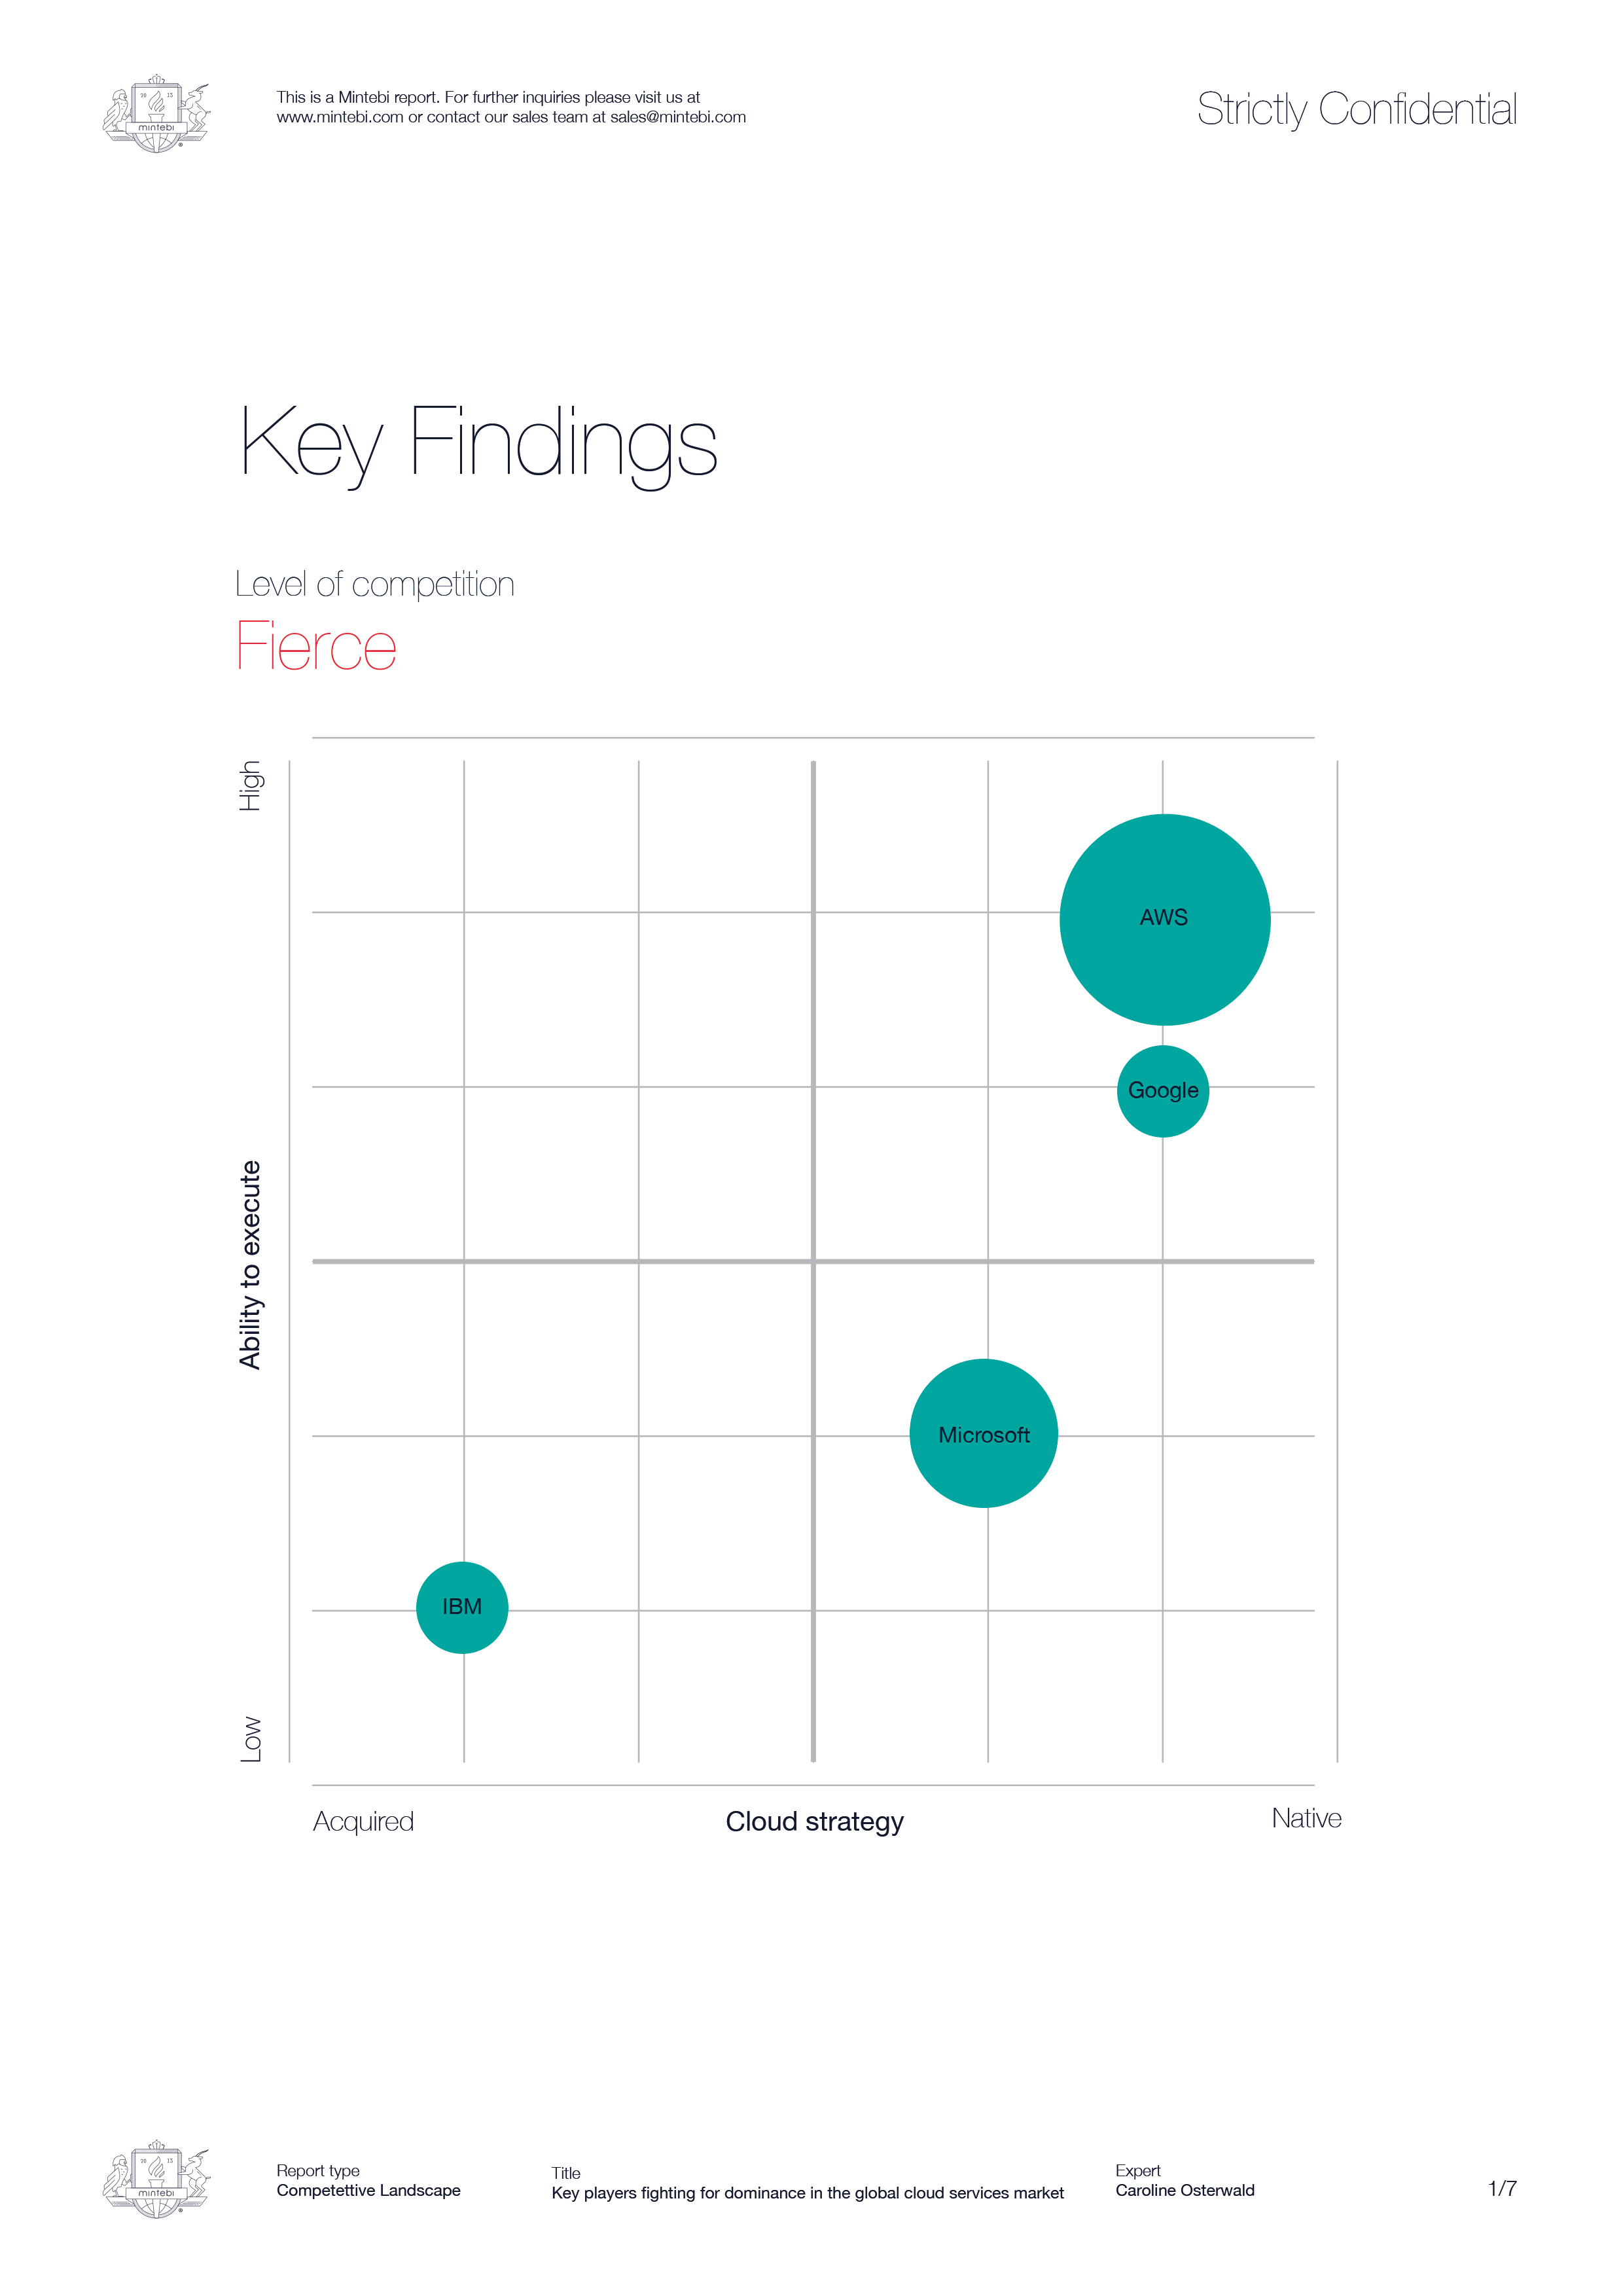 20 15
mintebi
This is a Mintebi report. For further inquiries please visit us at
www.mintebi.com or contact our sales team at sales@mintebi.com
Strictly Confidential
Key Findings
Level of competition
Fierce
High
Ability to execute
Low
AWS
Google
Microsoft
IBM
Acquired
Cloud strategy
Native
20 15
mintebi
Report type
Competettive Landscape
Title
Key players fighting for dominance in the global cloud services market
Expert
Caroline Osterwald
1/7